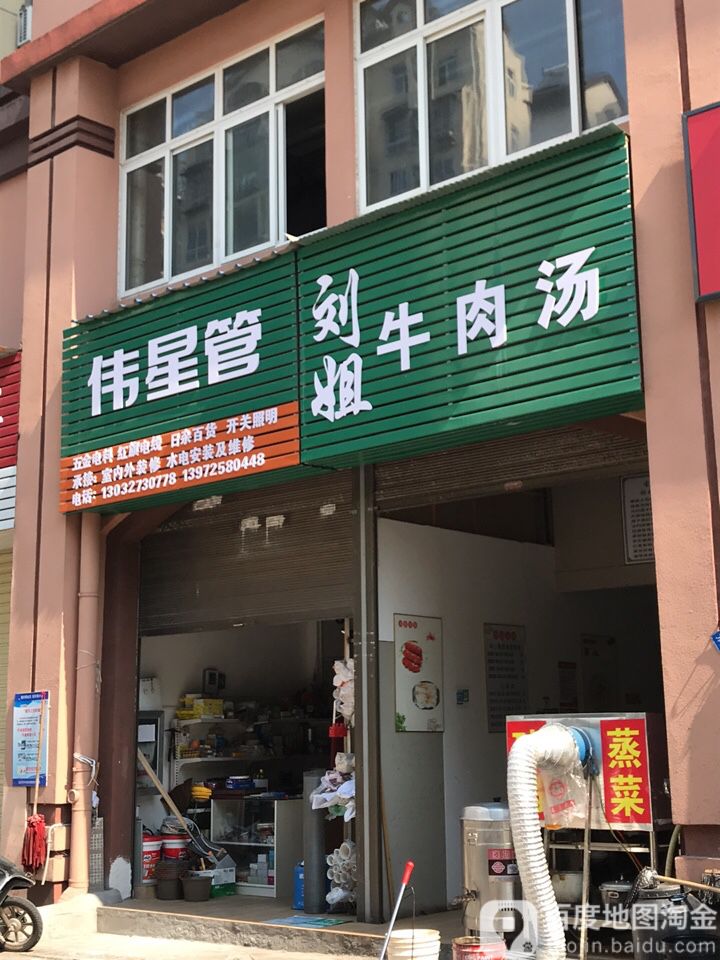 伟星管
五金电料 红旗电线 日杂百货 开关照明
承接:室内外装修 水电安装及维修
电话:13032730778 13972580448
刘姐牛肉汤
蒸菜
百度地图淘金
taojin.baidu.com